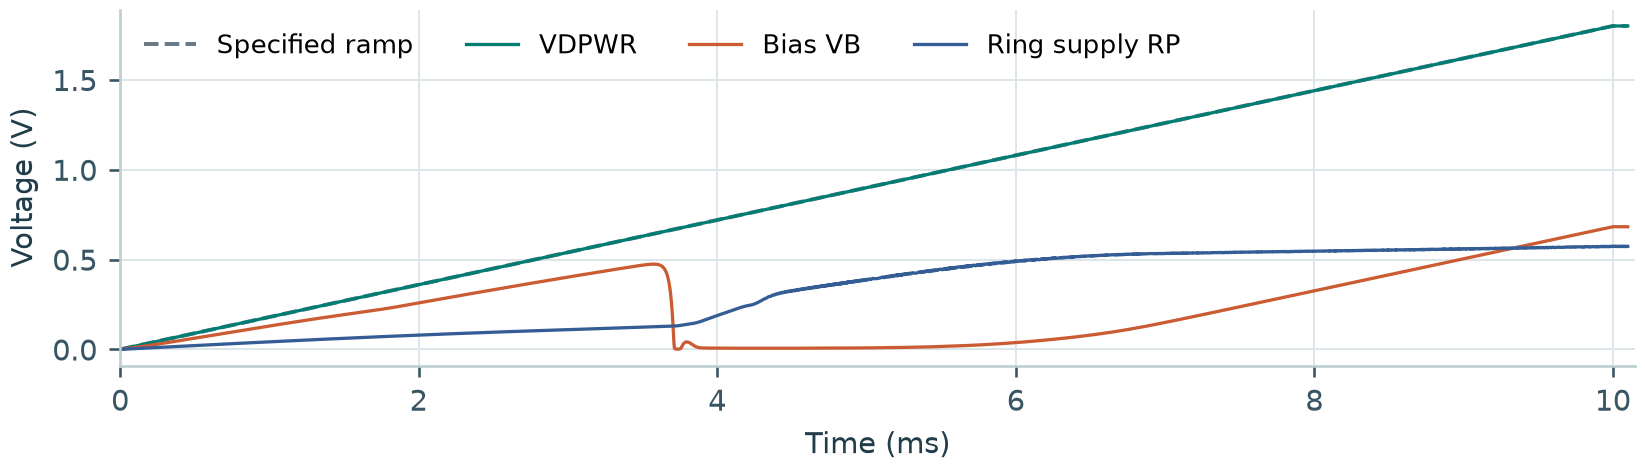 Specified ramp VDPWR Bias VB Ring supply RP
Voltage (V)
1.5
1.0
0.5
0.0
0 2 4 6 8 10
Time (ms)